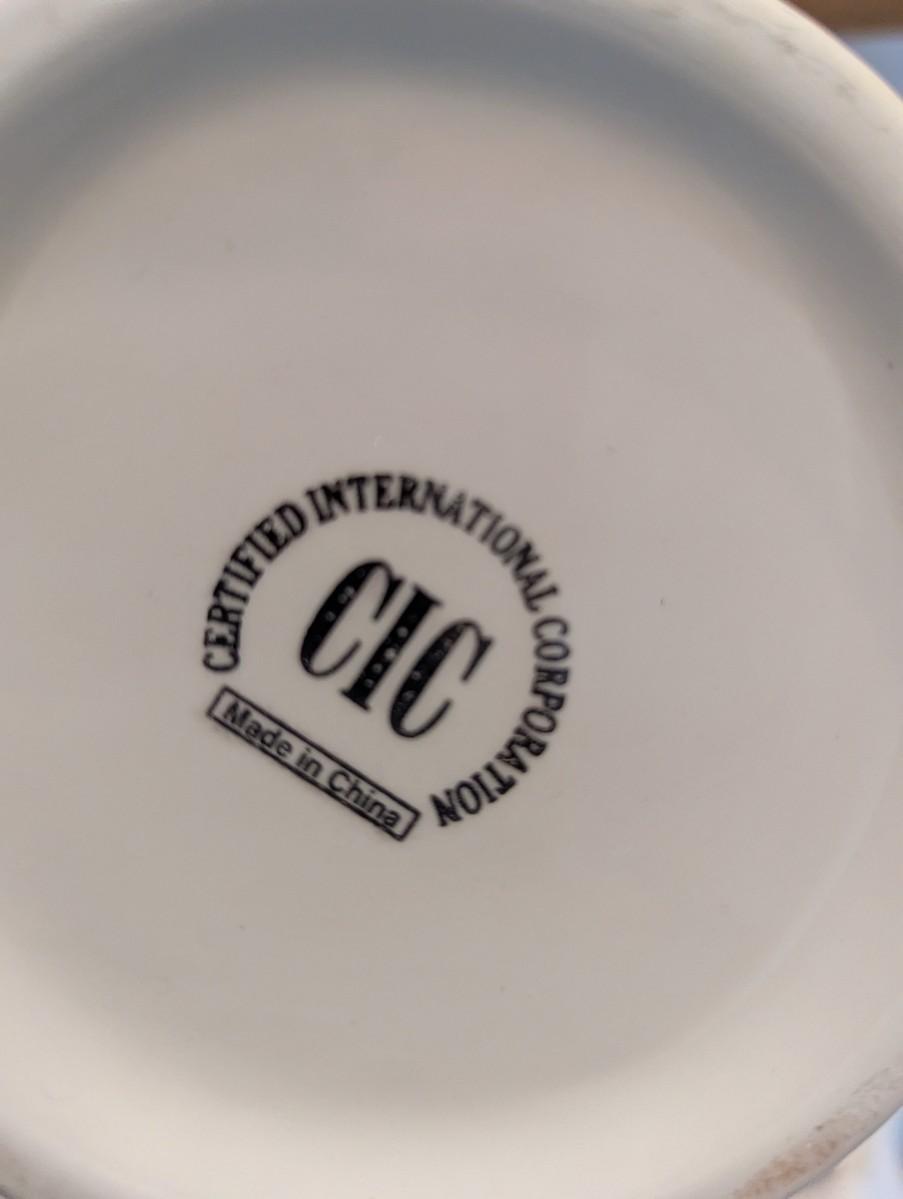 CERTIFIED INTERNATIONAL CORPORATION
CIC
Made in China